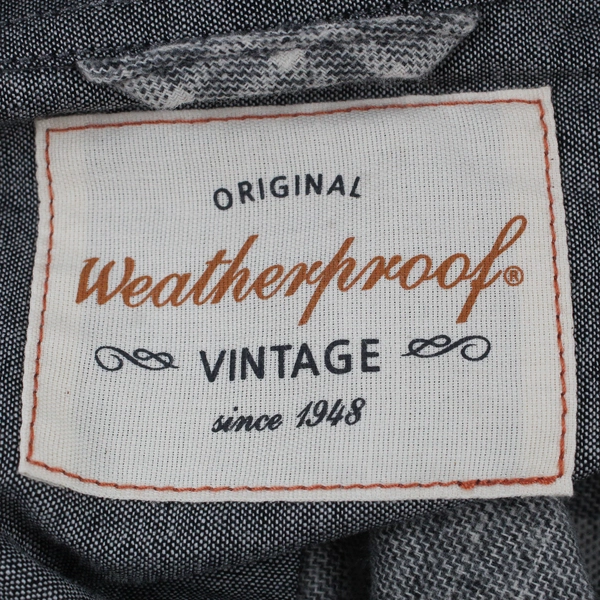 ORIGINAL
Weatherproof®
VINTAGE
since 1948